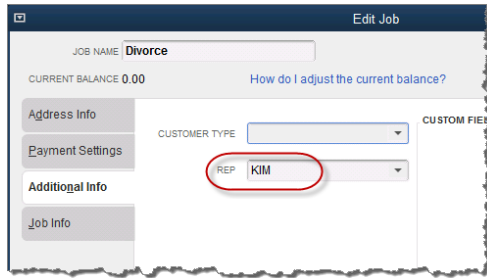 Edit Job
JOB NAME Divorce
CURRENT BALANCE 0.00 How do I adjust the current balance?
Address Info
Payment Settings
Additional Info
Job Info
CUSTOMER TYPE
REP KIM
CUSTOM FIE